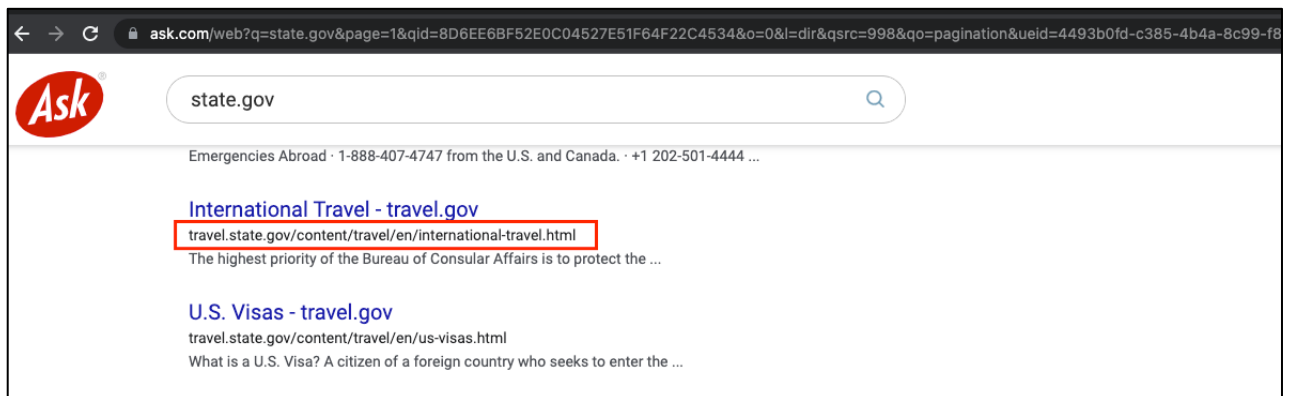 ask.com/web?q=state.gov&page=1&qid=8D6EE6BF52E0C04527E51F64F22C4534&o=0&l=dir&qsrc=998&qo=pagination&ueid=4493b0fd-c385-4b4a-8c99-f8
Ask®
state.gov
Emergencies Abroad · 1-888-407-4747 from the U.S. and Canada. · +1 202-501-4444 ...
International Travel - travel.gov
travel.state.gov/content/travel/en/international-travel.html
The highest priority of the Bureau of Consular Affairs is to protect the ...
U.S. Visas - travel.gov
travel.state.gov/content/travel/en/us-visas.html
What is a U.S. Visa? A citizen of a foreign country who seeks to enter the ...